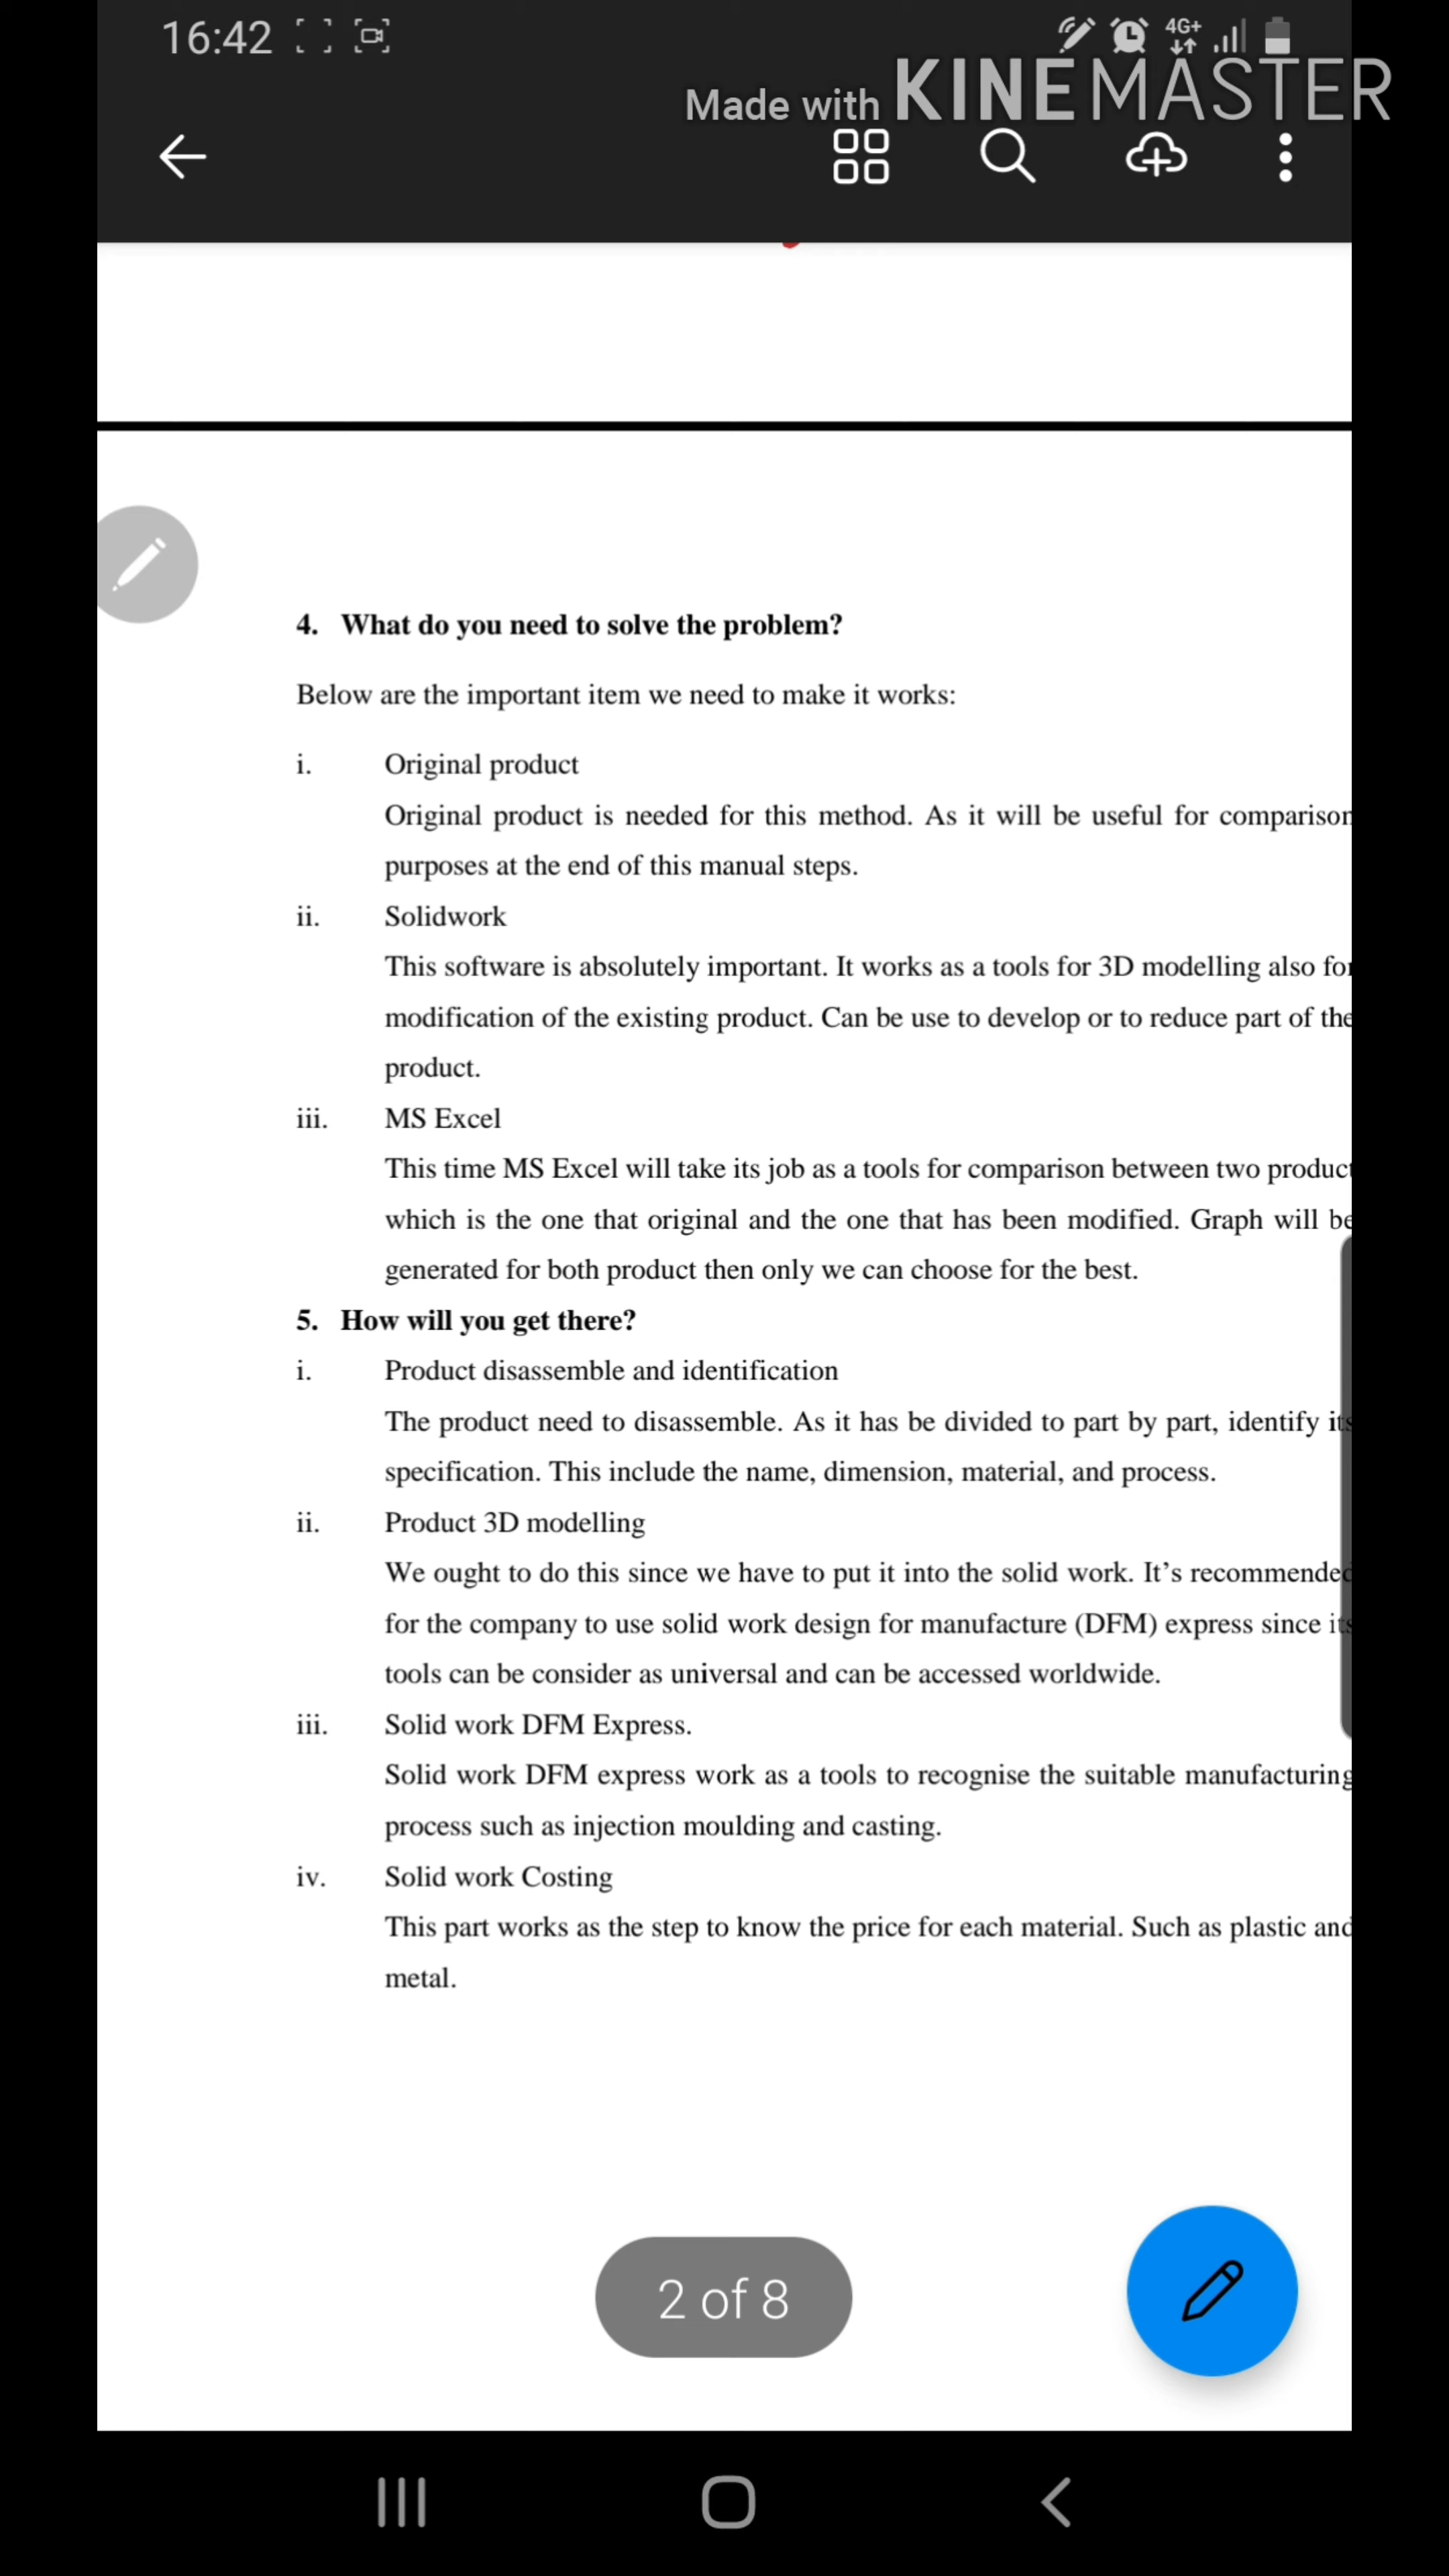 16:42
4G+
Made with KINEMASTER
4. What do you need to solve the problem?
Below are the important item we need to make it works:
i. Original product
Original product is needed for this method. As it will be useful for comparison
purposes at the end of this manual steps.
ii. Solidwork
This software is absolutely important. It works as a tools for 3D modelling also for
modification of the existing product. Can be use to develop or to reduce part of the
product.
iii. MS Excel
This time MS Excel will take its job as a tools for comparison between two product
which is the one that original and the one that has been modified. Graph will be
generated for both product then only we can choose for the best.
5. How will you get there?
i. Product disassemble and identification
The product need to disassemble. As it has be divided to part by part, identify its
specification. This include the name, dimension, material, and process.
ii. Product 3D modelling
We ought to do this since we have to put it into the solid work. It’s recommended
for the company to use solid work design for manufacture (DFM) express since its
tools can be consider as universal and can be accessed worldwide.
iii. Solid work DFM Express.
Solid work DFM express work as a tools to recognise the suitable manufacturing
process such as injection moulding and casting.
iv. Solid work Costing
This part works as the step to know the price for each material. Such as plastic and
metal.
2 of 8